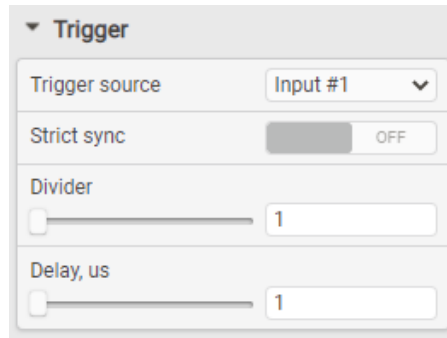 Trigger
Trigger source Input #1
Strict sync OFF
Divider
1
Delay, us
1